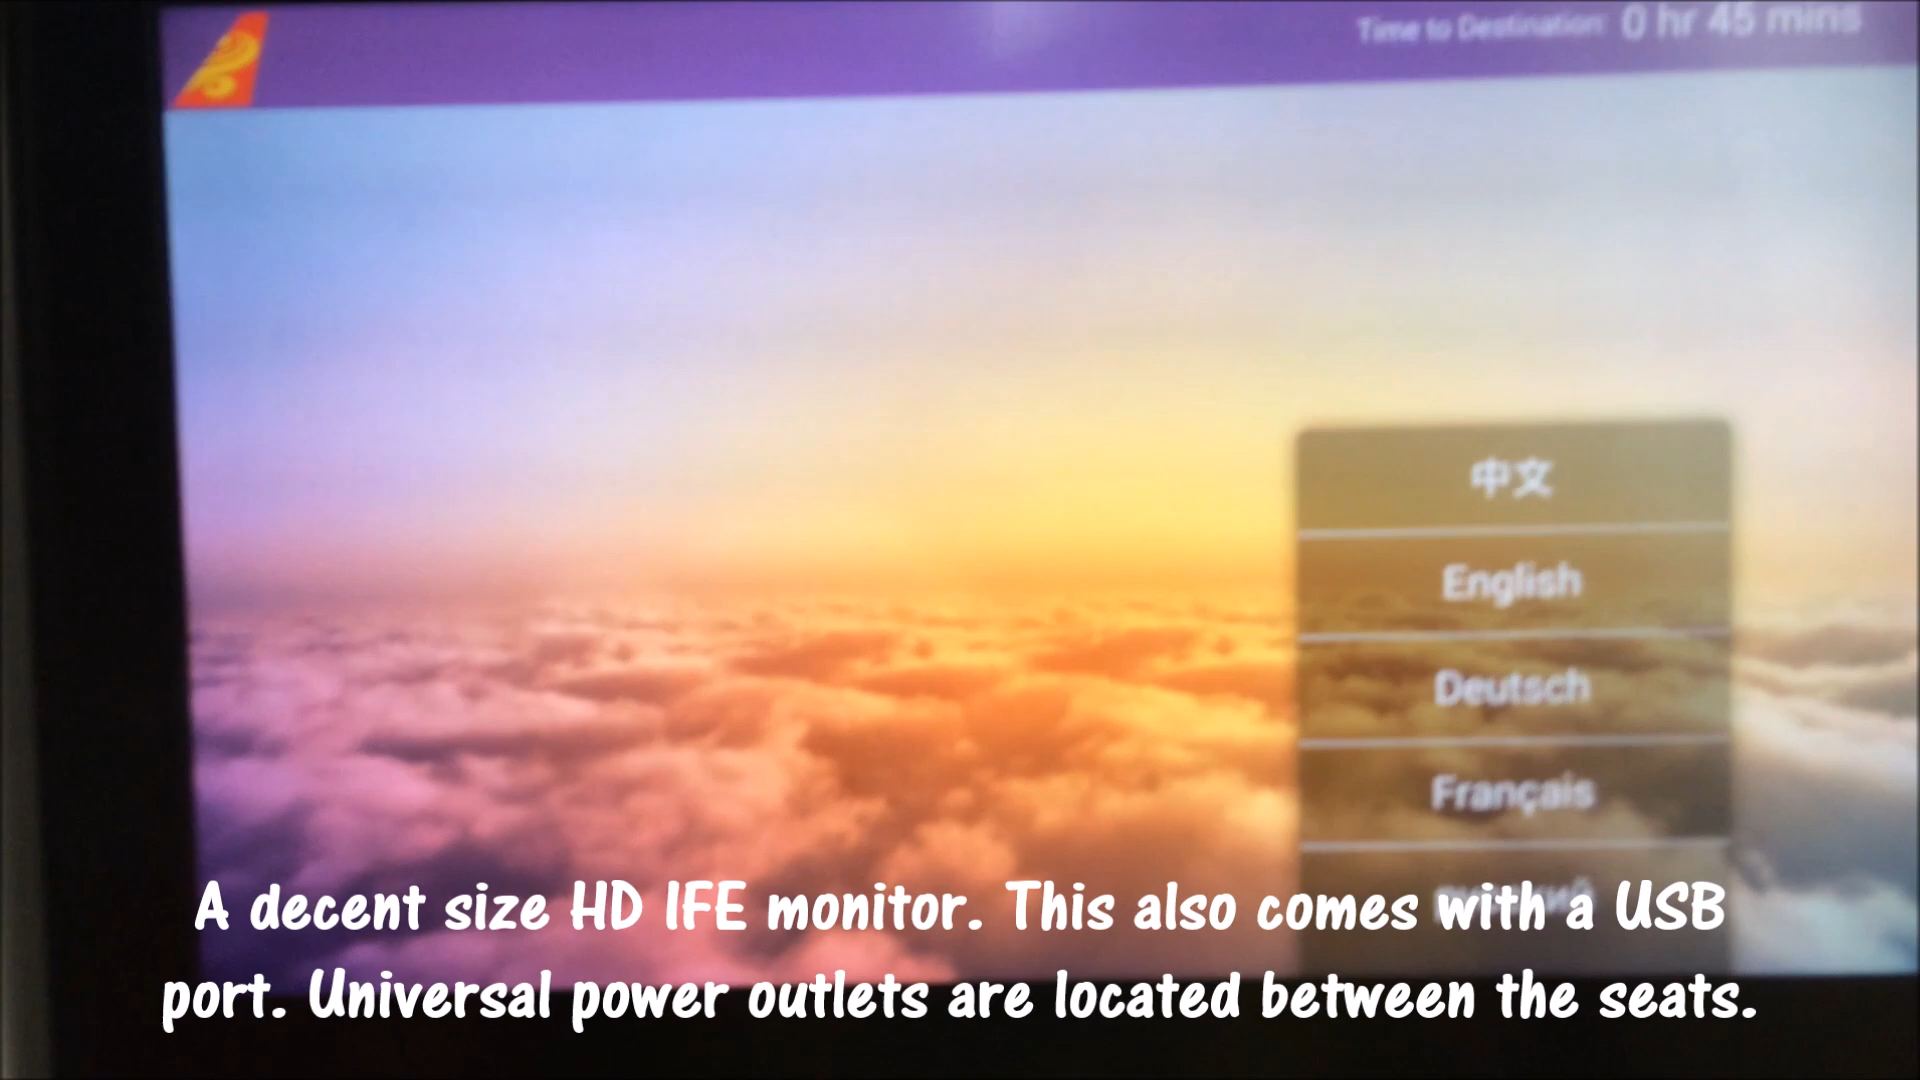 Time to Destination: 0 hr 45 mins
中文
English
Deutsch
Français
A decent size HD IFE monitor. This also comes with a USB
port. Universal power outlets are located between the seats.